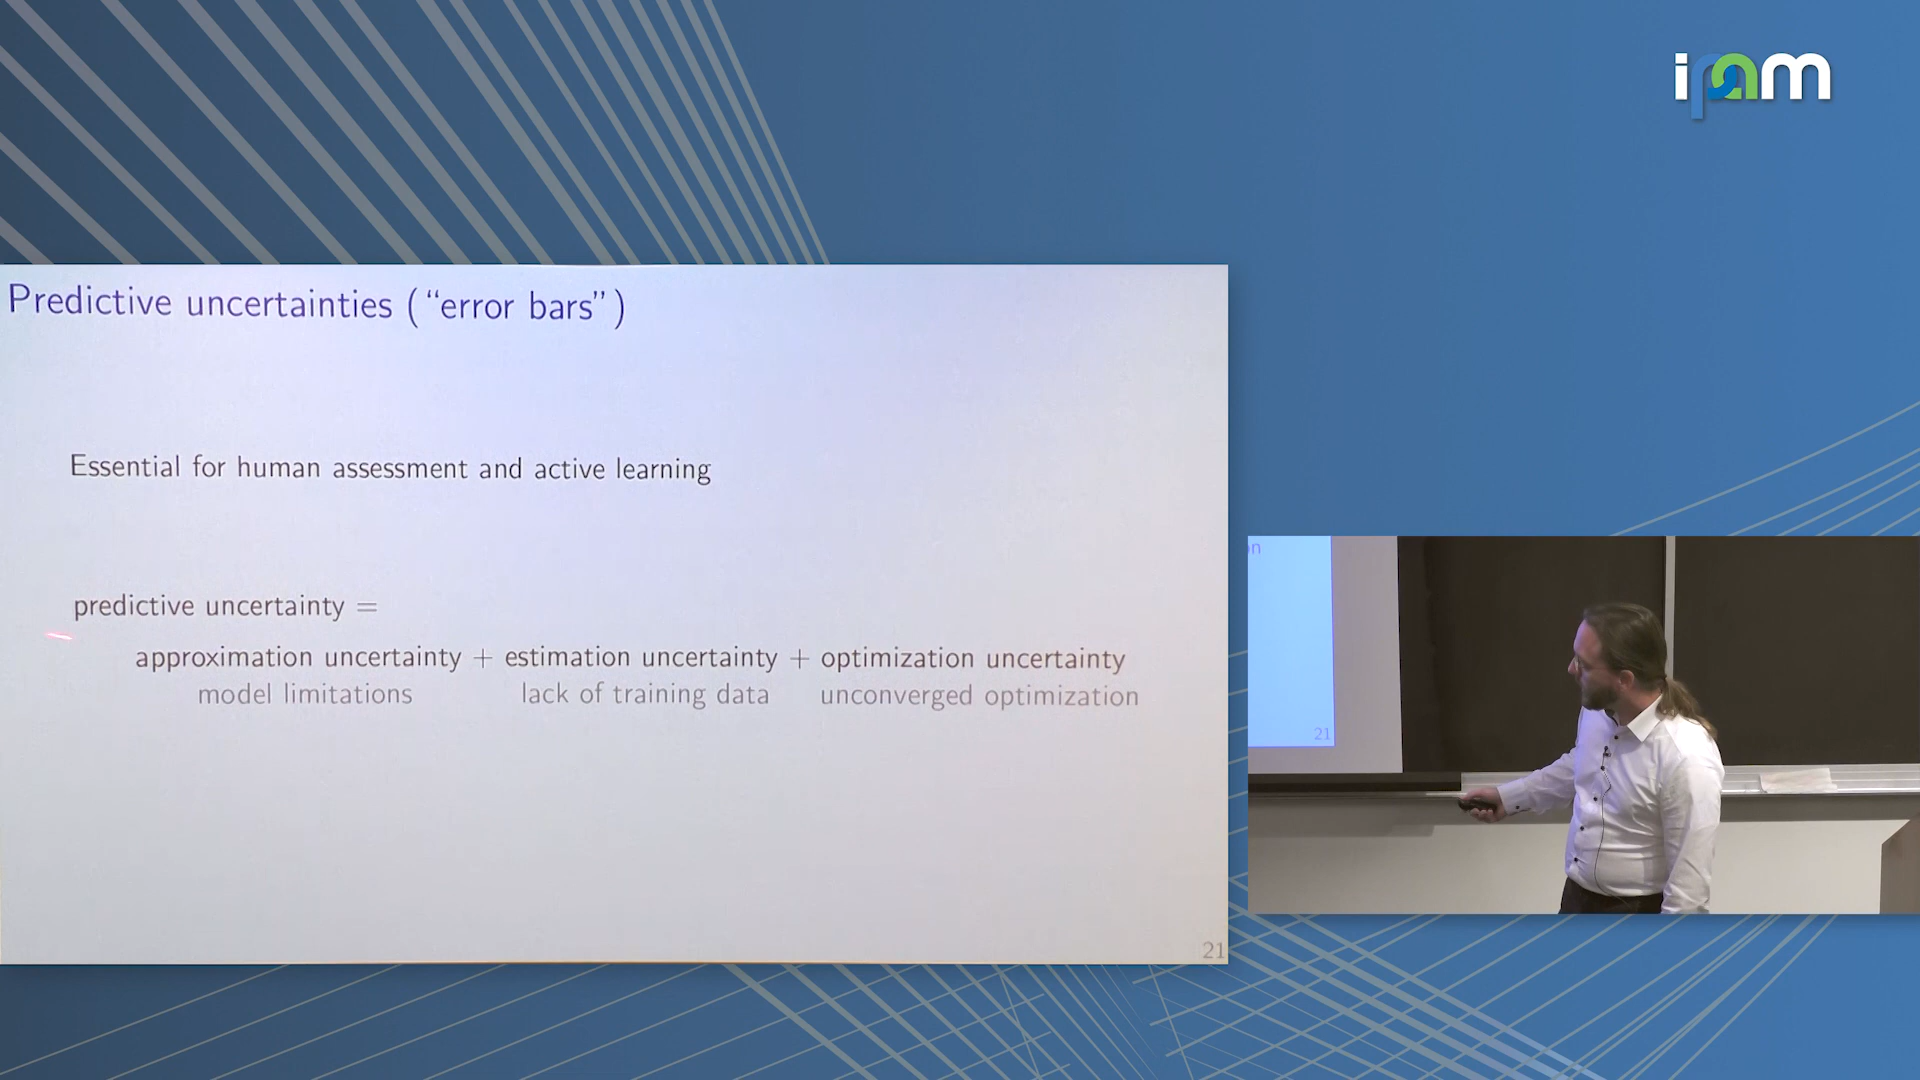 ipam
Predictive uncertainties (“error bars”)
Essential for human assessment and active learning
predictive uncertainty =
approximation uncertainty + estimation uncertainty + optimization uncertainty
model limitations lack of training data unconverged optimization
21
n
21